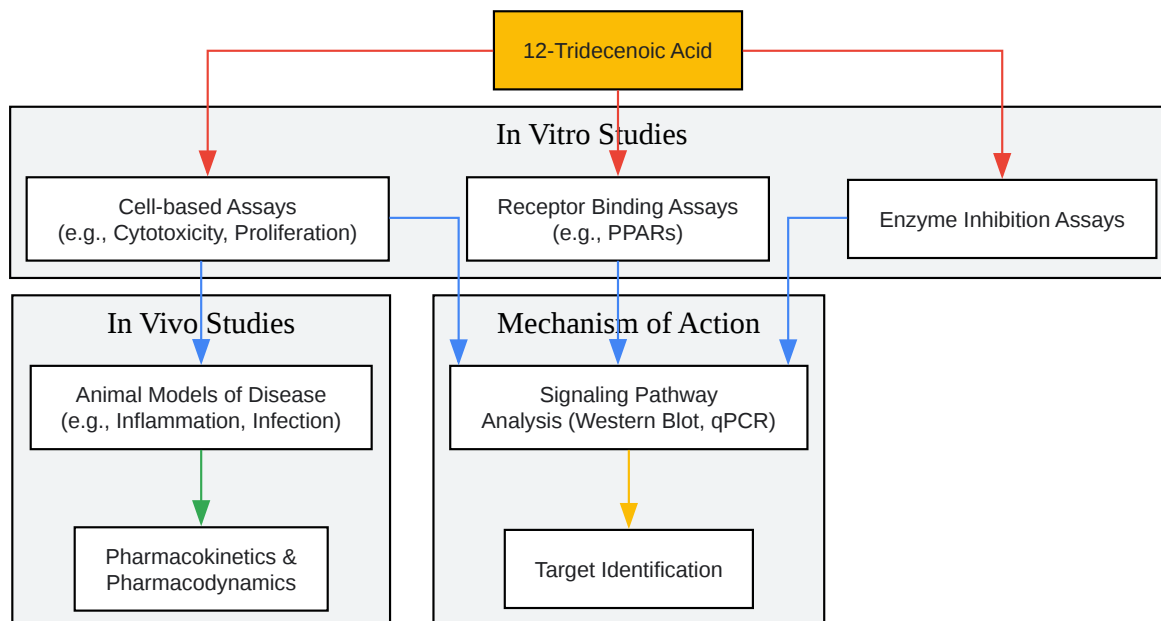 12-Tridecenoic Acid
In Vitro Studies
Cell-based Assays
(e.g., Cytotoxicity, Proliferation)
Receptor Binding Assays
(e.g., PPARs)
Enzyme Inhibition Assays
In Vivo Studies
Mechanism of Action
Animal Models of Disease
(e.g., Inflammation, Infection)
Signaling Pathway
Analysis (Western Blot, qPCR)
Pharmacokinetics &
Pharmacodynamics
Target Identification